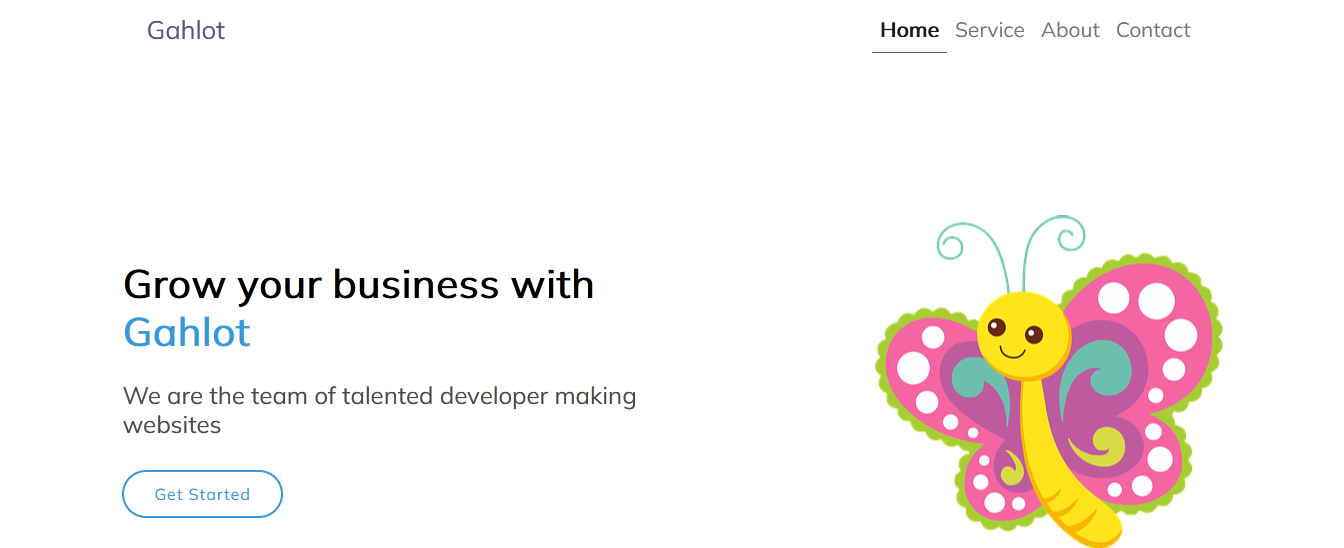 Gahlot
Home Service About Contact
Grow your business with
Gahlot
We are the team of talented developer making
websites
Get Started